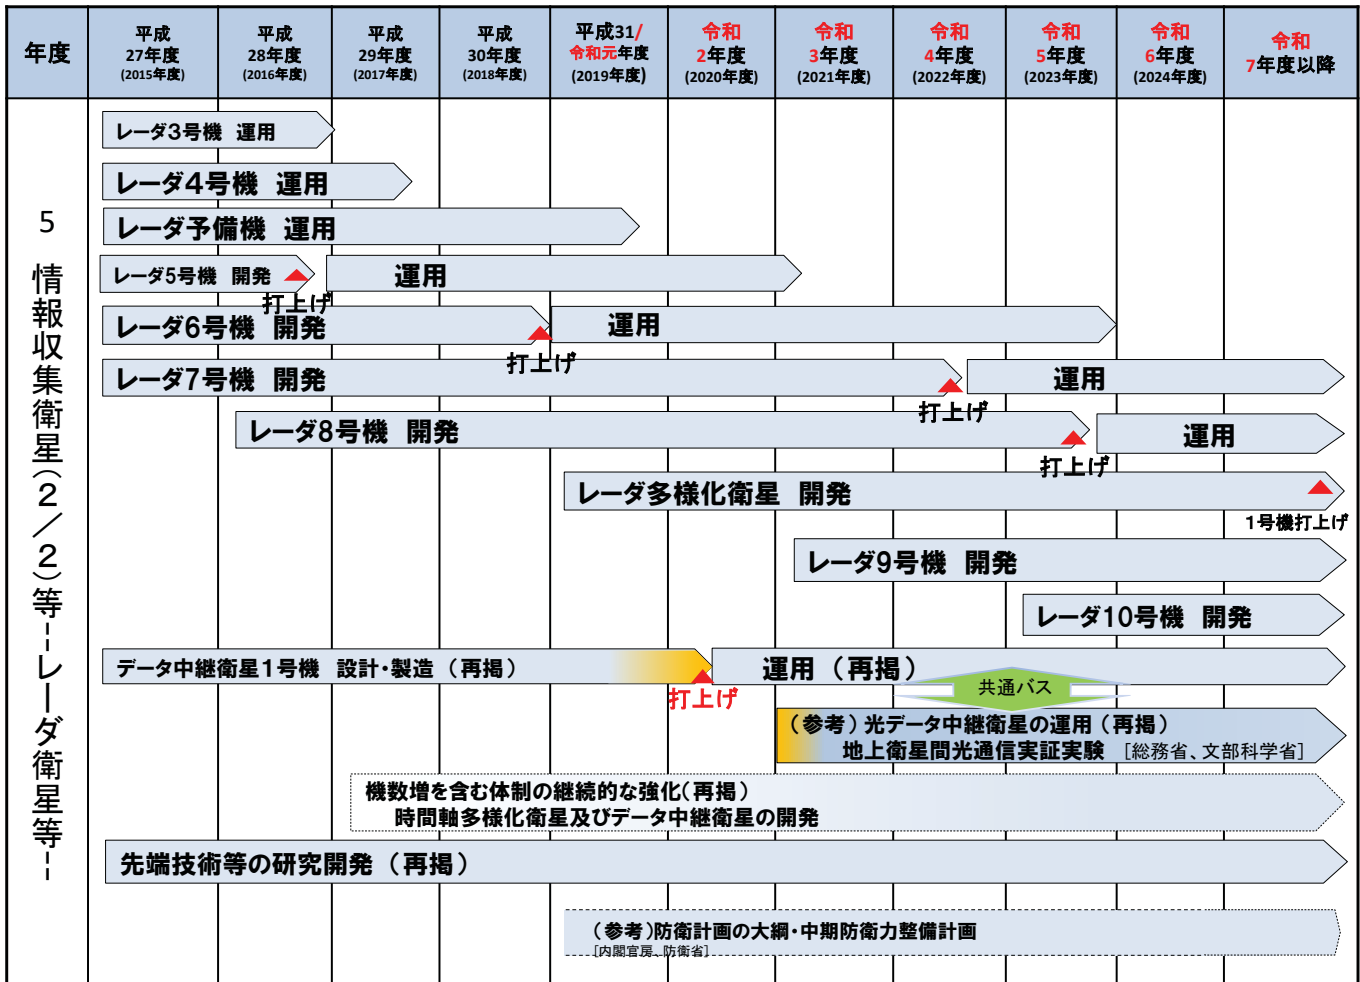 年度
平成
27年度
(2015年度)
平成
28年度
(2016年度)
平成
29年度
(2017年度)
平成
30年度
(2018年度)
平成31/
令和元年度
(2019年度)
令和
2年度
(2020年度)
令和
3年度
(2021年度)
令和
4年度
(2022年度)
令和
5年度
(2023年度)
令和
6年度
(2024年度)
令和
7年度以降
5 情報収集衛星(2/2)等--レーダ衛星等--
レーダ3号機 運用
レーダ4号機 運用
レーダ予備機 運用
レーダ5号機 開発
打上げ
運用
レーダ6号機 開発
打上げ
運用
レーダ7号機 開発
打上げ
運用
レーダ8号機 開発
打上げ
運用
レーダ多様化衛星 開発
1号機打上げ
レーダ9号機 開発
レーダ10号機 開発
データ中継衛星1号機 設計・製造 (再掲)
打上げ
運用 (再掲)
共通バス
(参考)光データ中継衛星の運用(再掲)
地上衛星間光通信実証実験 [総務省、文部科学省]
機数増を含む体制の継続的な強化(再掲)
時間軸多様化衛星及びデータ中継衛星の開発
先端技術等の研究開発 (再掲)
(参考)防衛計画の大綱・中期防衛力整備計画
[内閣官房、防衛省]